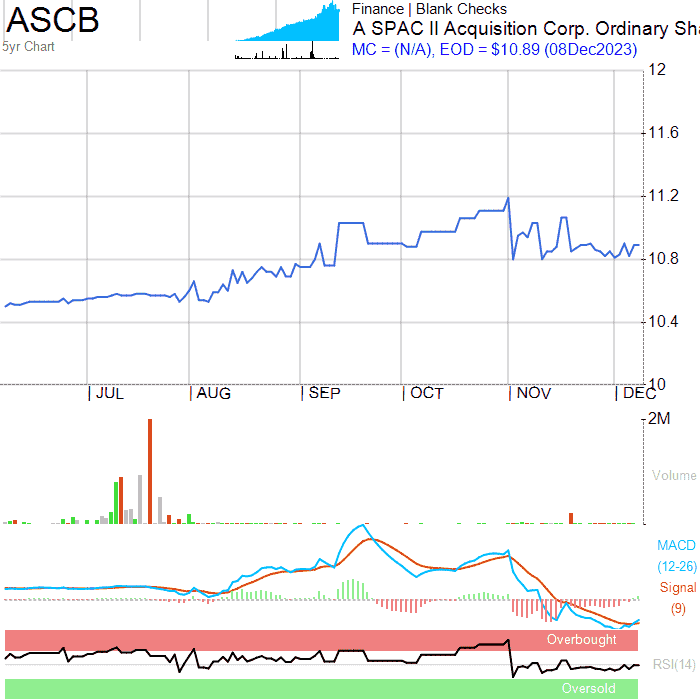 ASCB
5yr Chart
Finance | Blank Checks
A SPAC II Acquisition Corp. Ordinary Sha
MC = (N/A), EOD = $10.89 (08Dec2023)
12
11.6
11.2
10.8
10.4
10
JUL AUG SEP OCT NOV DEC
2M
Volume
MACD
(12-26)
Signal
(9)
Overbought
RSI(14)
Oversold